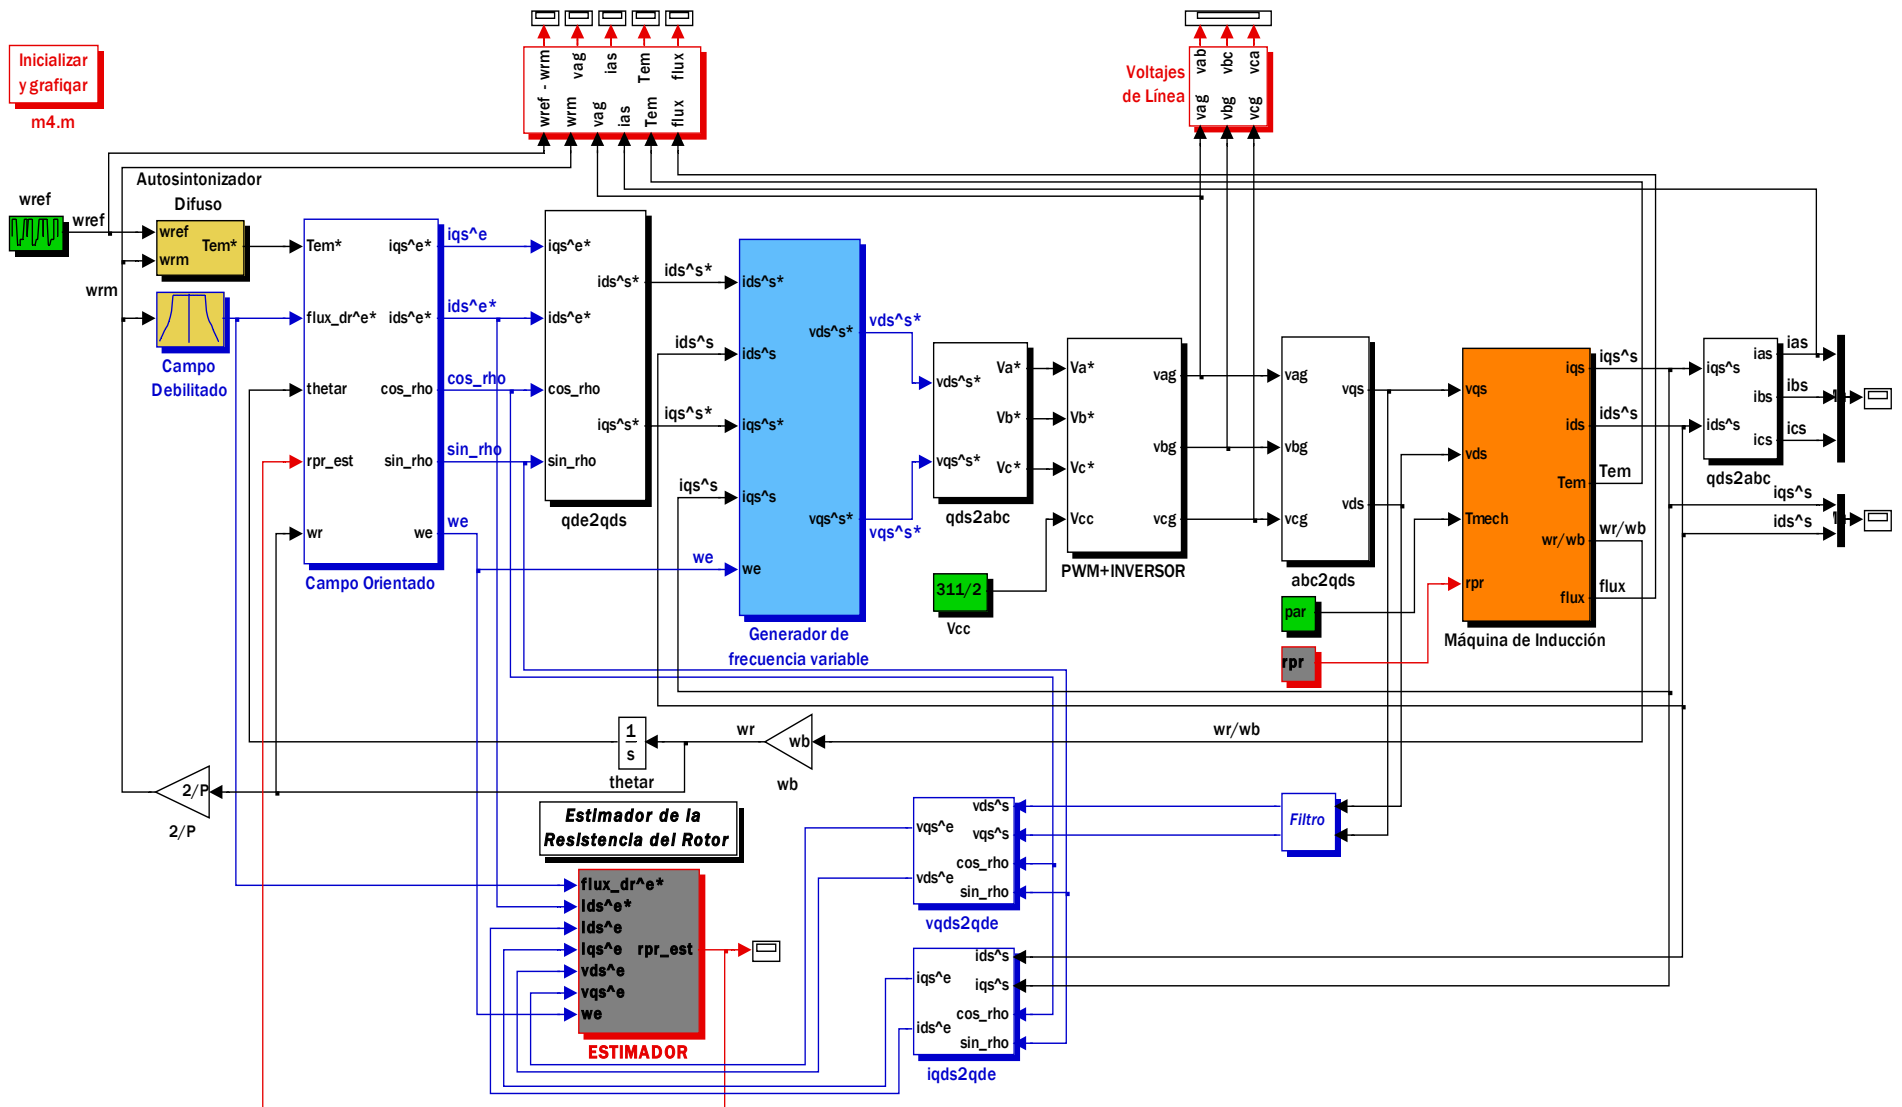 Inicializar
y grafiqar
m4.m
wref - wrm
vag
ias
Tem
flux
wref
wrm
vag
ias
Tem
flux
Voltajes
de Línea
vab
vbc
vca
vag
vbg
vcg
wref
wref
Autosintonizador
Difuso
wref
wrm
Tem*
wrm
Campo
Debilitado
Tem*
flux_dr^e*
thetar
rpr_est
wr
iqs^e*
ids^e*
cos_rho
sin_rho
we
Campo Orientado
iqs^e
ids^e*
cos_rho
sin_rho
we
iqs^e*
ids^e*
cos_rho
sin_rho
ids^s*
iqs^s*
qde2qds
ids^s*
ids^s
iqs^s*
iqs^s
we
ids^s*
ids^s
iqs^s*
iqs^s
we
vds^s*
vqs^s*
Generador de
frecuencia variable
vds^s*
vqs^s*
vds^s*
vqs^s*
Va*
Vb*
Vc*
qds2abc
311/2
Vcc
Va*
Vb*
Vc*
Vcc
vag
vbg
vcg
PWM+INVERSOR
vag
vbg
vcg
vqs
vds
abc2qds
par
rpr
vqs
vds
Tmech
rpr
iqs
ids
Tem
wr/wb
flux
Máquina de Inducción
iqs^s
ids^s
Tem
wr/wb
flux
iqs^s
ids^s
ias
ibs
ics
qds2abc
ias
ibs
ics
iqs^s
ids^s
1
s
thetar
wr
wb
wb
wr/wb
2/P
2/P
Estimador de la
Resistencia del Rotor
flux_dr^e*
Ids^e*
Ids^e
Iqs^e
vds^e
vqs^e
we
rpr_est
ESTIMADOR
vqs^e
vds^e
vds^s
vqs^s
cos_rho
sin_rho
vqds2qde
Filtro
iqs^e
ids^e
ids^s
iqs^s
cos_rho
sin_rho
iqds2qde